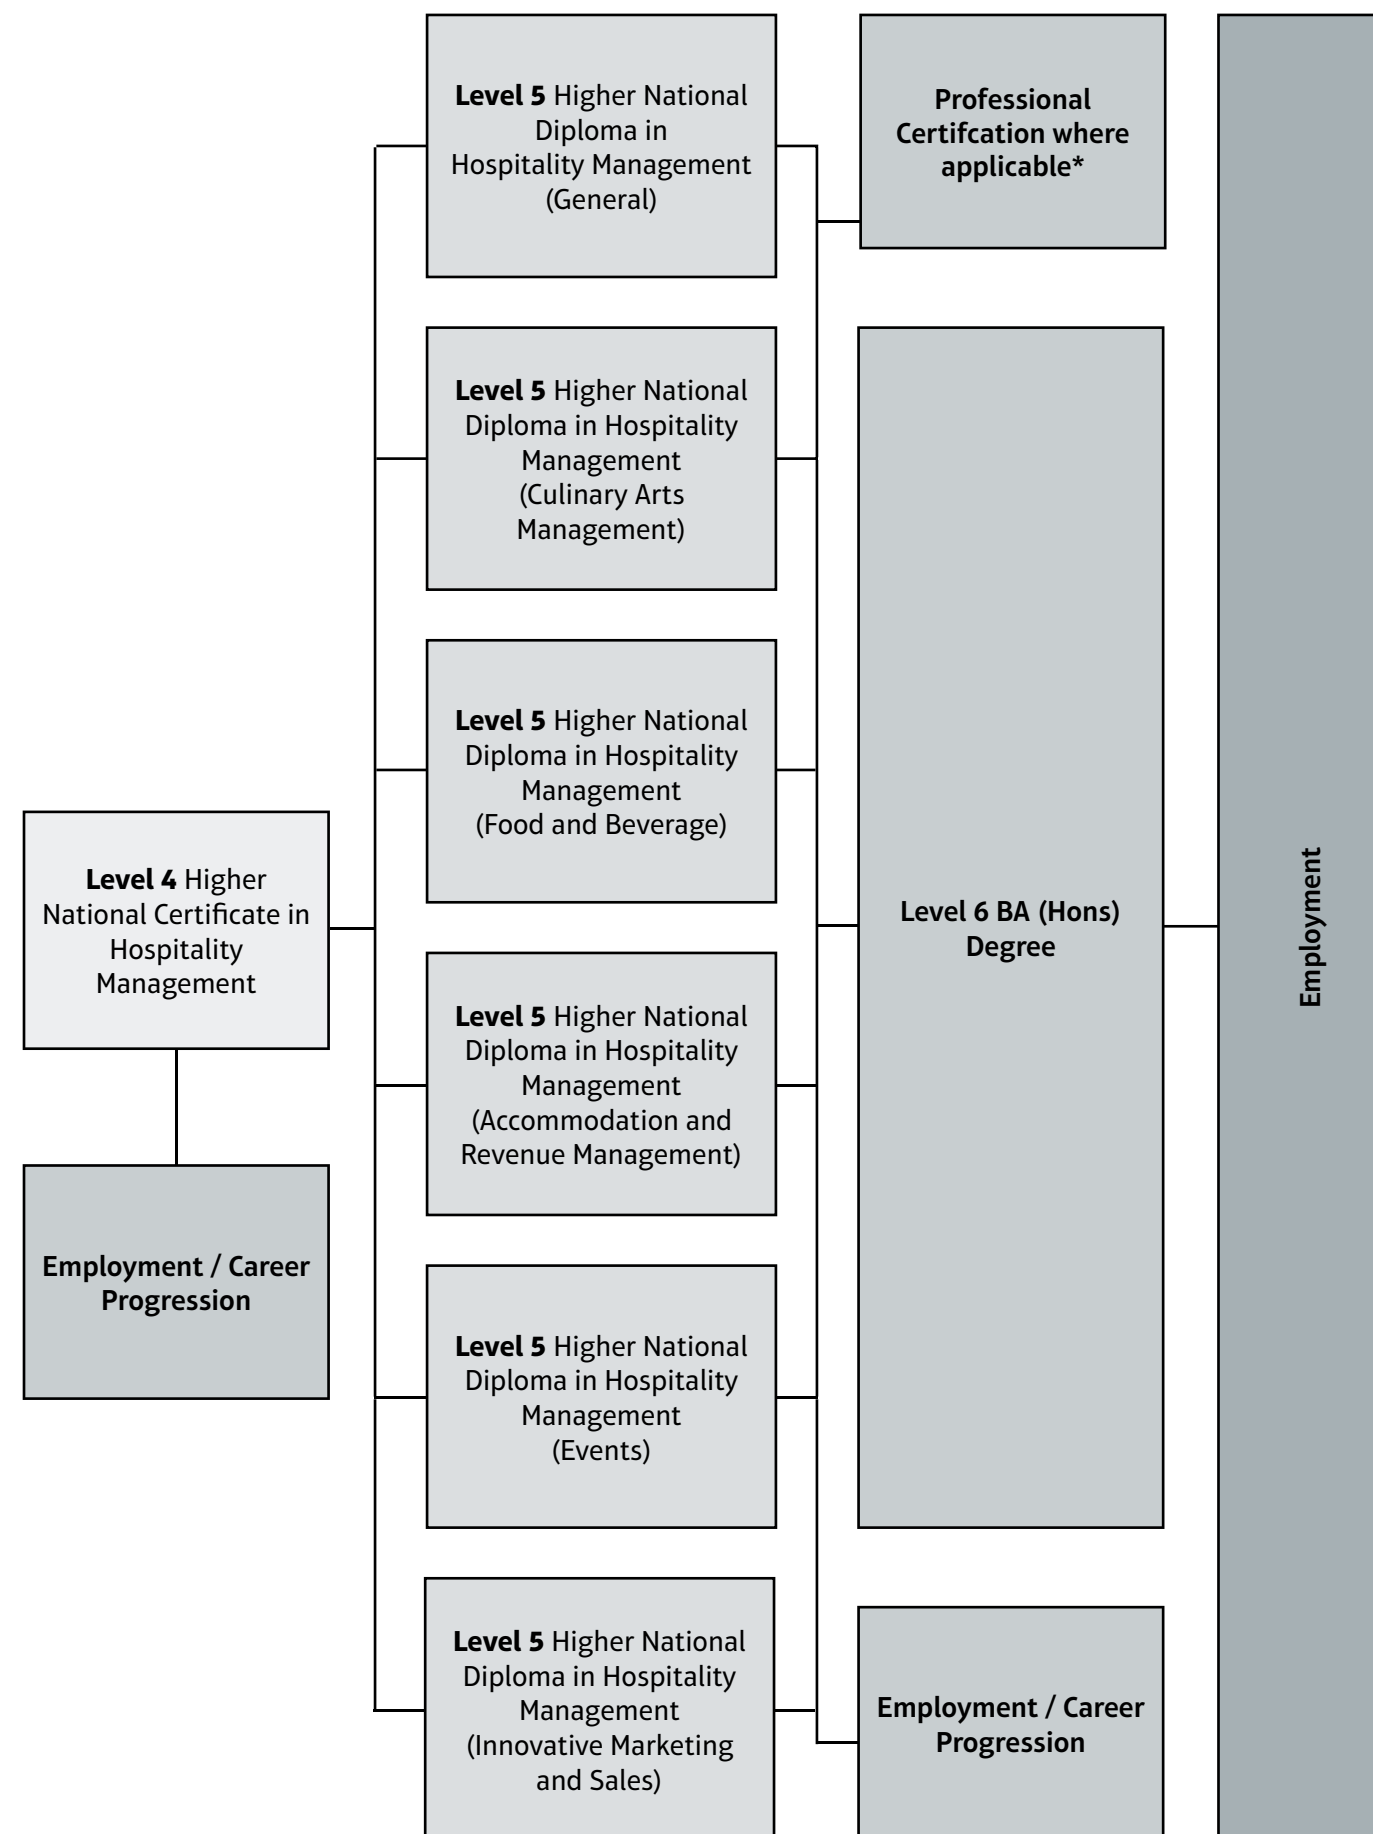 Level 4 Higher
National Certificate in
Hospitality
Management
Employment / Career
Progression
Level 5 Higher National
Diploma in
Hospitality Management
(General)
Level 5 Higher National
Diploma in Hospitality
Management
(Culinary Arts
Management)
Level 5 Higher National
Diploma in Hospitality
Management
(Food and Beverage)
Level 5 Higher National
Diploma in Hospitality
Management
(Accommodation and
Revenue Management)
Level 5 Higher National
Diploma in Hospitality
Management
(Events)
Level 5 Higher National
Diploma in Hospitality
Management
(Innovative Marketing
and Sales)
Professional
Certifcation where
applicable*
Level 6 BA (Hons)
Degree
Employment / Career
Progression
Employment